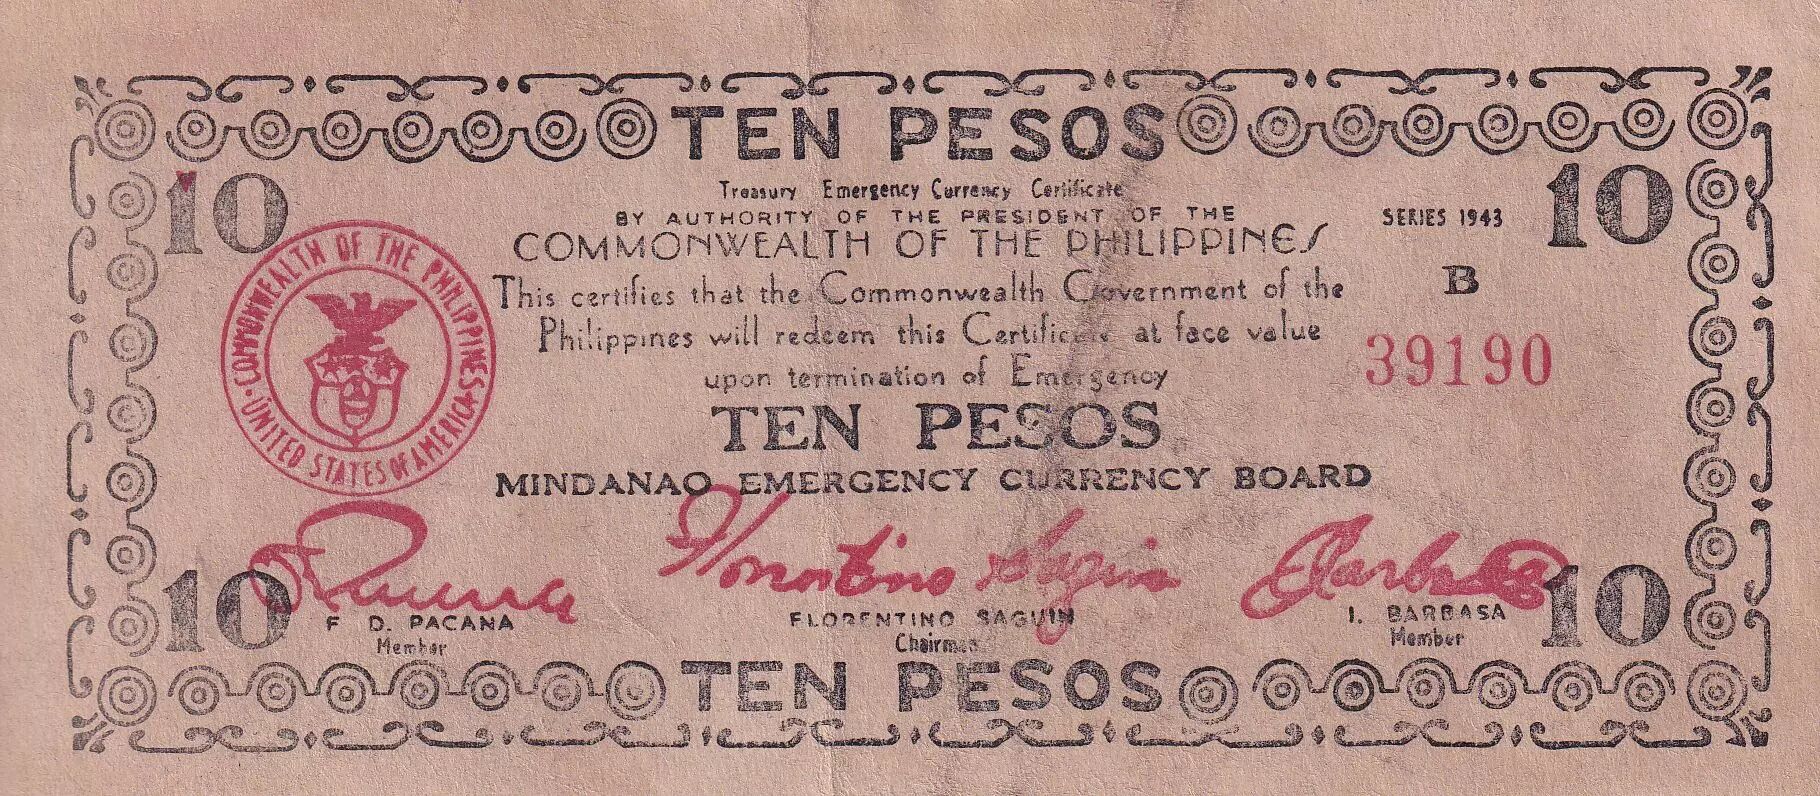 TEN PESOS
10
10
Treasury Emergency Currency Certificate
BY AUTHORITY OF THE PRESIDENT OF THE
SERIES 1943
COMMONWEALTH OF THE PHILIPPINES
This certifies that the Commonwealth Government of the
B
Philippines will redeem this Certificate at face value
39190
upon termination of Emergency
COMMONWEALTH OF THE PHILIPPINES
UNITED STATES OF AMERICA
TEN PESOS
MINDANAO EMERGENCY CURRENCY BOARD
F D Pacana
Florentino Saguin
I Barbasa
10
F D. PACANA
FLORENTINO SAGUIN
I. BARBASA
10
Member
Chairman
Member
TEN PESOS